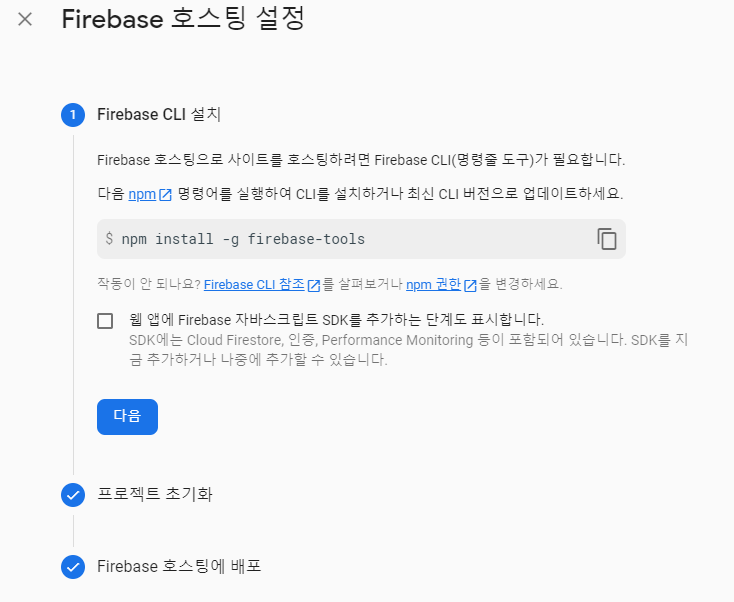 Firebase 호스팅 설정
1 Firebase CLI 설치
Firebase 호스팅으로 사이트를 호스팅하려면 Firebase CLI(명령줄 도구)가 필요합니다.
다음 npm 명령어를 실행하여 CLI를 설치하거나 최신 CLI 버전으로 업데이트하세요.
$ npm install -g firebase-tools
작동이 안 되나요? Firebase CLI 참조를 살펴보거나 npm 권한을 변경하세요.
웹 앱에 Firebase 자바스크립트 SDK를 추가하는 단계도 표시합니다.
SDK에는 Cloud Firestore, 인증, Performance Monitoring 등이 포함되어 있습니다. SDK를 지
금 추가하거나 나중에 추가할 수 있습니다.
다음
프로젝트 초기화
Firebase 호스팅에 배포